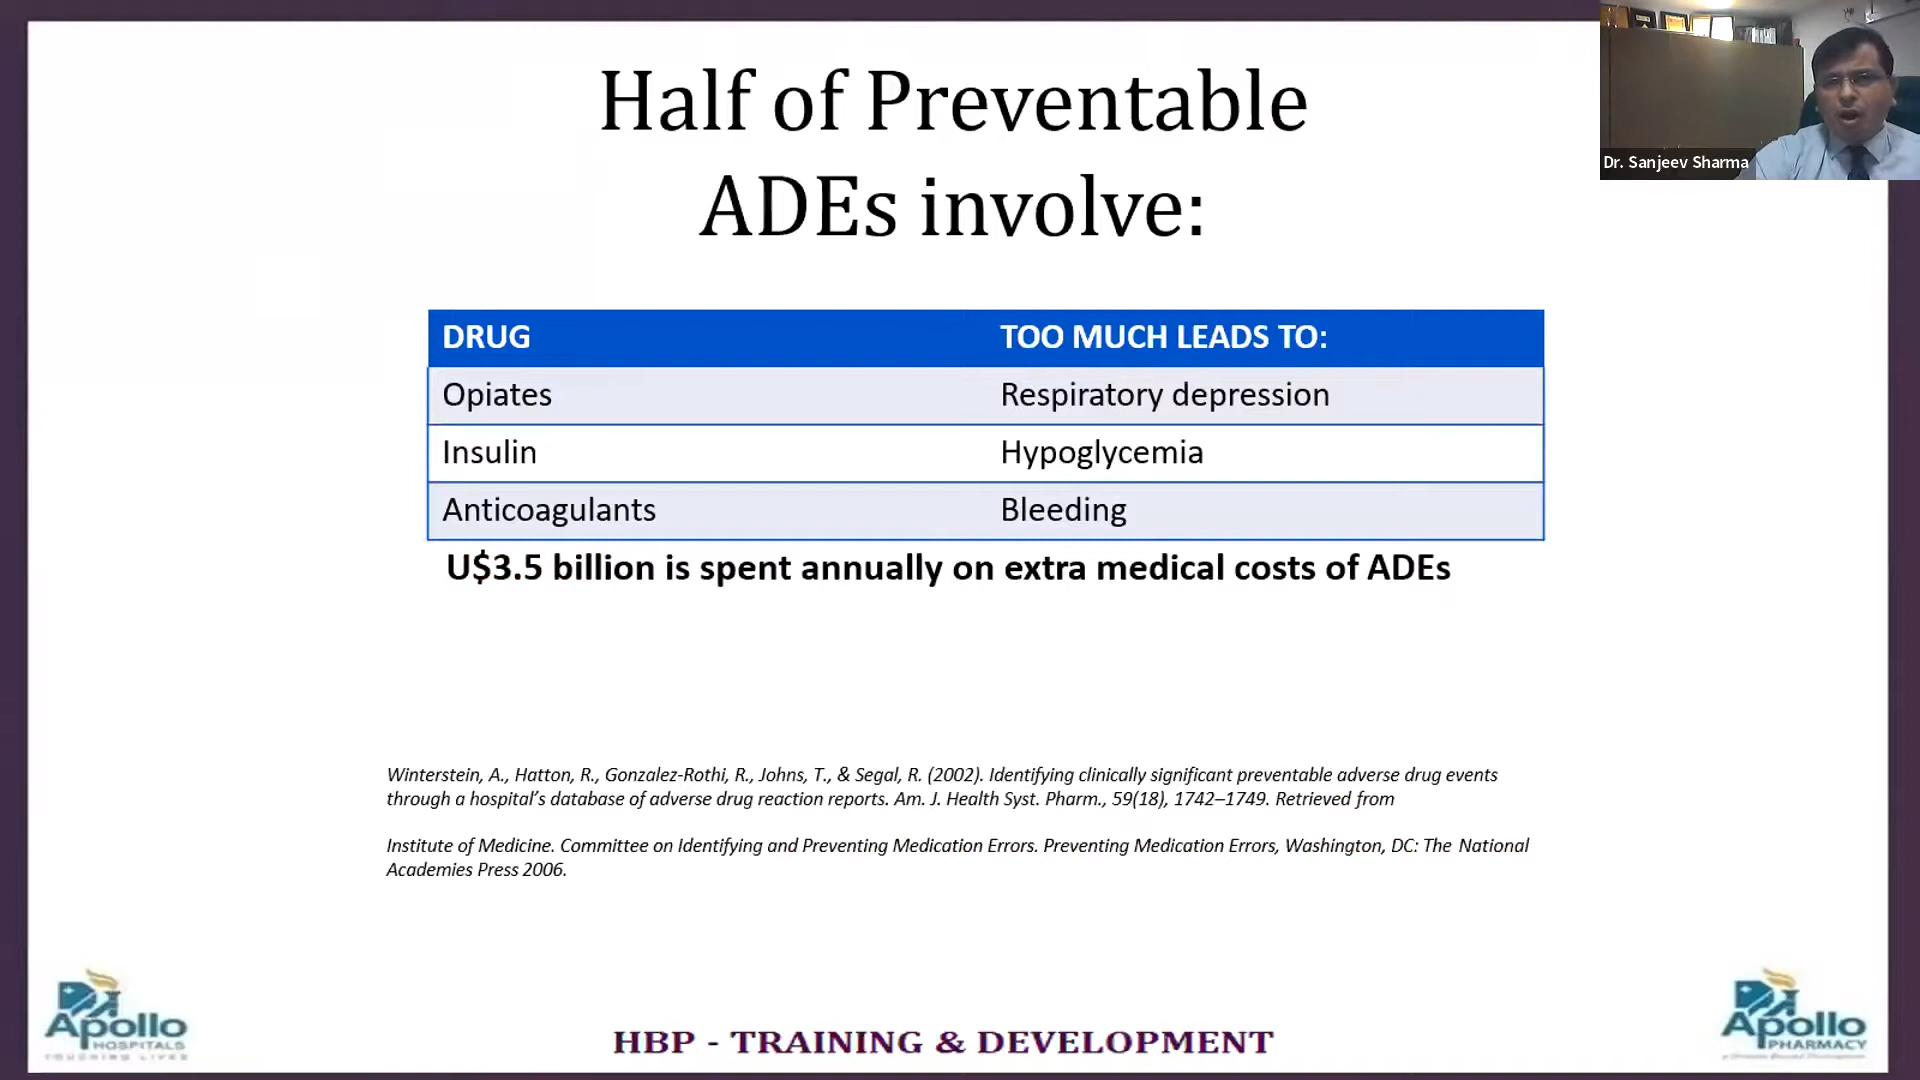 Half of Preventable
ADEs involve:
Dr. Sanjeev Sharma
DRUG TOO MUCH LEADS TO:
Opiates Respiratory depression
Insulin Hypoglycemia
Anticoagulants Bleeding
U$3.5 billion is spent annually on extra medical costs of ADEs
Winterstein, A., Hatton, R., Gonzalez-Rothi, R., Johns, T., & Segal, R. (2002). Identifying clinically significant preventable adverse drug events
through a hospital’s database of adverse drug reaction reports. Am. J. Health Syst. Pharm., 59(18), 1742–1749. Retrieved from
Institute of Medicine. Committee on Identifying and Preventing Medication Errors. Preventing Medication Errors, Washington, DC: The National
Academies Press 2006.
Apollo
HOSPITALS
TOUCHING LIVES
HBP - TRAINING & DEVELOPMENT
Apollo
PHARMACY